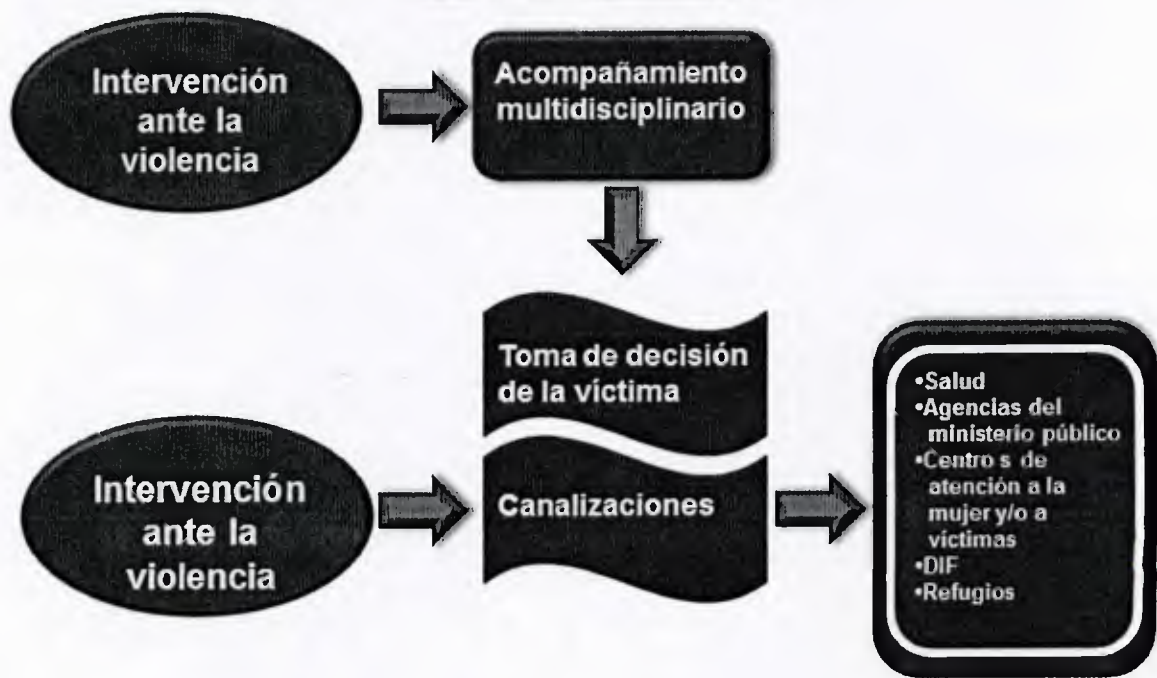 Intervención
ante la
violencia
Acompañamiento
multidisciplinario
Toma de decisión
de la víctima
Intervención
ante la
violencia
Canalizaciones
•Salud
•Agencias del
ministerio público
•Centros de
atención a la
mujer y/o a
víctimas
•DIF
•Refugios